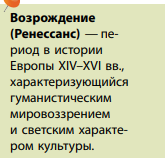 Возрождение
(Ренессанс) — пе-
риод в истории
Европы XIV–XVI вв.,
характеризующийся
гуманистическим
мировоззрением
и светским характе-
ром культуры.